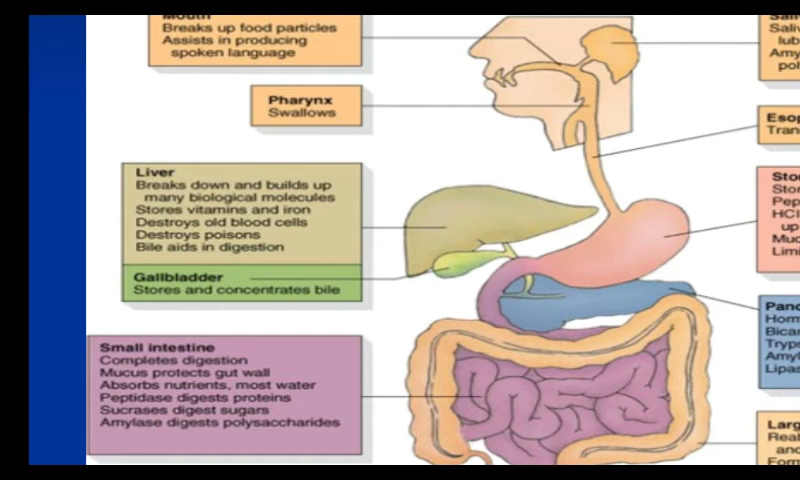 Mouth
Breaks up food particles
Assists in producing
spoken language
Pharynx
Swallows
Liver
Breaks down and builds up
many biological molecules
Stores vitamins and iron
Destroys old blood cells
Destroys poisons
Bile aids in digestion
Gallbladder
Stores and concentrates bile
Small intestine
Completes digestion
Mucus protects gut wall
Absorbs nutrients, most water
Peptidase digests proteins
Sucrases digest sugars
Amylase digests polysaccharides
HCl
up